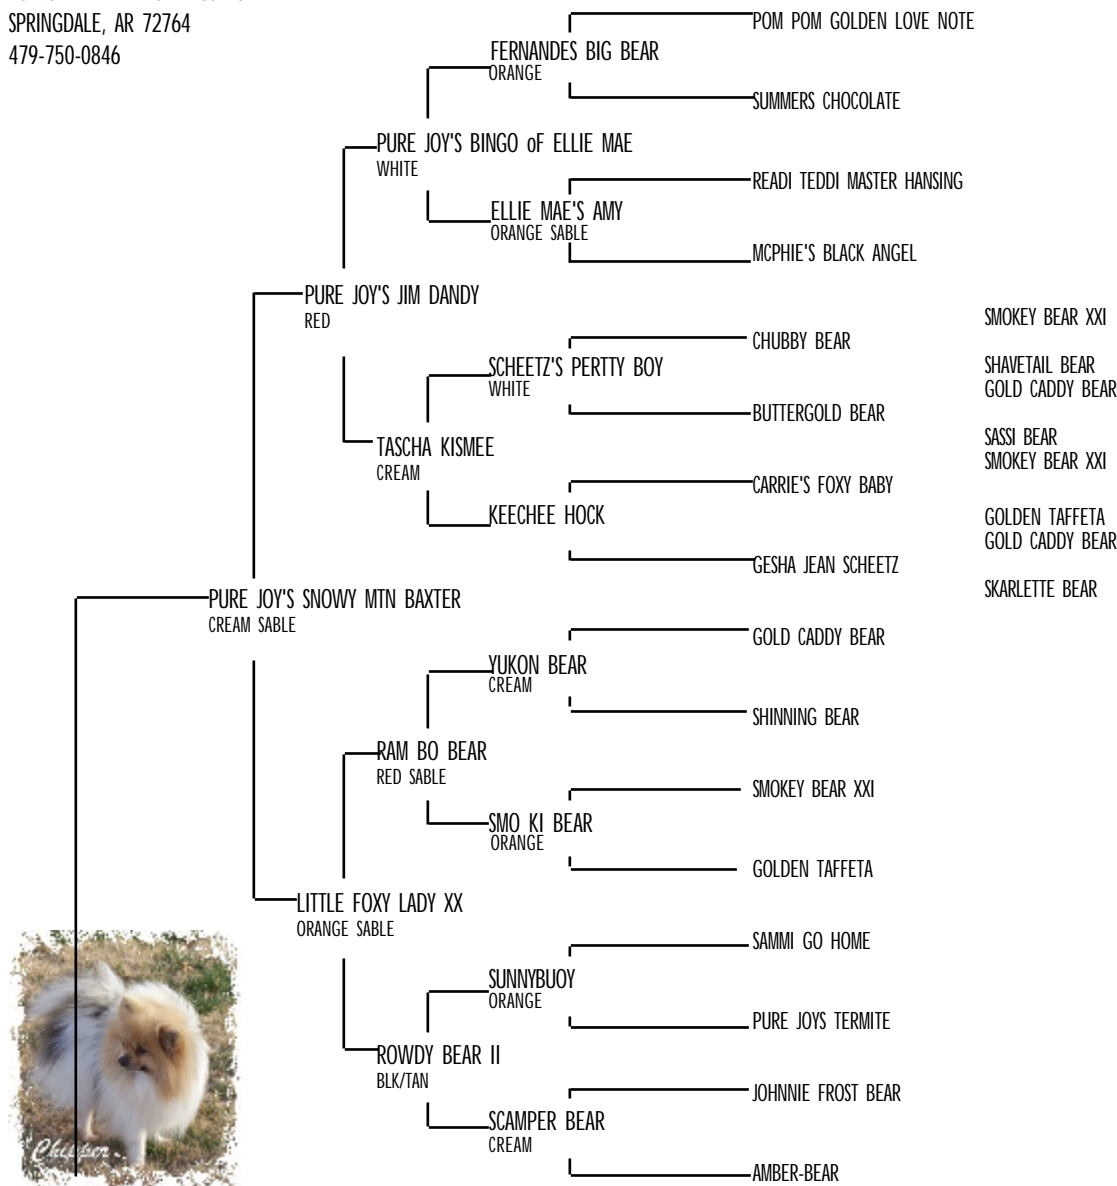 SPRINGDALE, AR 72764
479-750-0846
POM POM GOLDEN LOVE NOTE
FERNANDES BIG BEAR
ORANGE
SUMMERS CHOCOLATE
PURE JOY'S BINGO oF ELLIE MAE
WHITE
READI TEDDI MASTER HANSING
ELLIE MAE'S AMY
ORANGE SABLE
MCPHIE'S BLACK ANGEL
PURE JOY'S JIM DANDY
RED
SMOKEY BEAR XXI
CHUBBY BEAR
SHAVETAIL BEAR
SCHEETZ'S PERTTY BOY
WHITE
GOLD CADDY BEAR
BUTTERGOLD BEAR
SASSI BEAR
TASCHA KISMEE
CREAM
SMOKEY BEAR XXI
CARRIE'S FOXY BABY
KEECHEE HOCK
GOLDEN TAFFETA
GOLD CADDY BEAR
GESHA JEAN SCHEETZ
SKARLETTE BEAR
PURE JOY'S SNOWY MTN BAXTER
CREAM SABLE
GOLD CADDY BEAR
YUKON BEAR
CREAM
SHINNING BEAR
RAM BO BEAR
RED SABLE
SMOKEY BEAR XXI
SMO KI BEAR
ORANGE
GOLDEN TAFFETA
LITTLE FOXY LADY XX
ORANGE SABLE
SAMMI GO HOME
SUNNYBUOY
ORANGE
PURE JOYS TERMITE
ROWDY BEAR II
BLK/TAN
JOHNNIE FROST BEAR
SCAMPER BEAR
CREAM
AMBER-BEAR